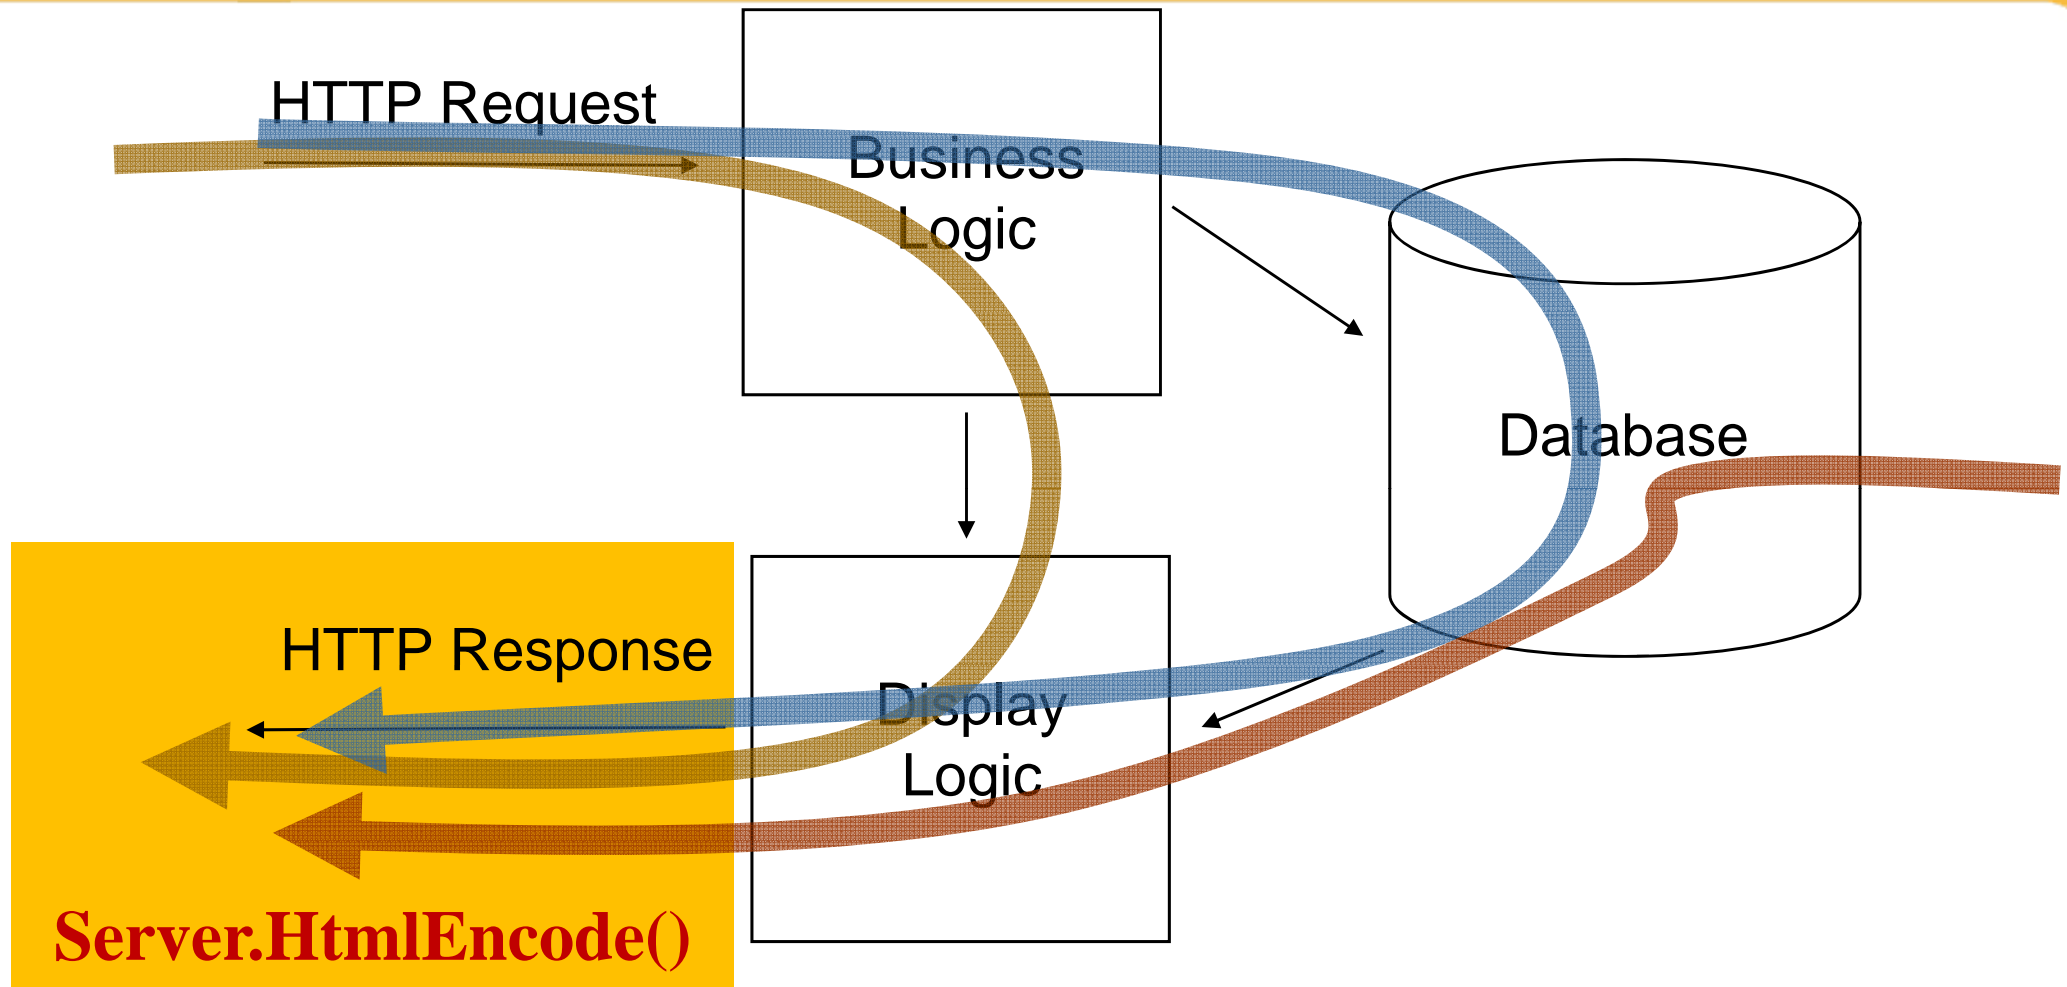 HTTP Request
Business
Logic
Database
HTTP Response
Display
Logic
Server.HtmlEncode()